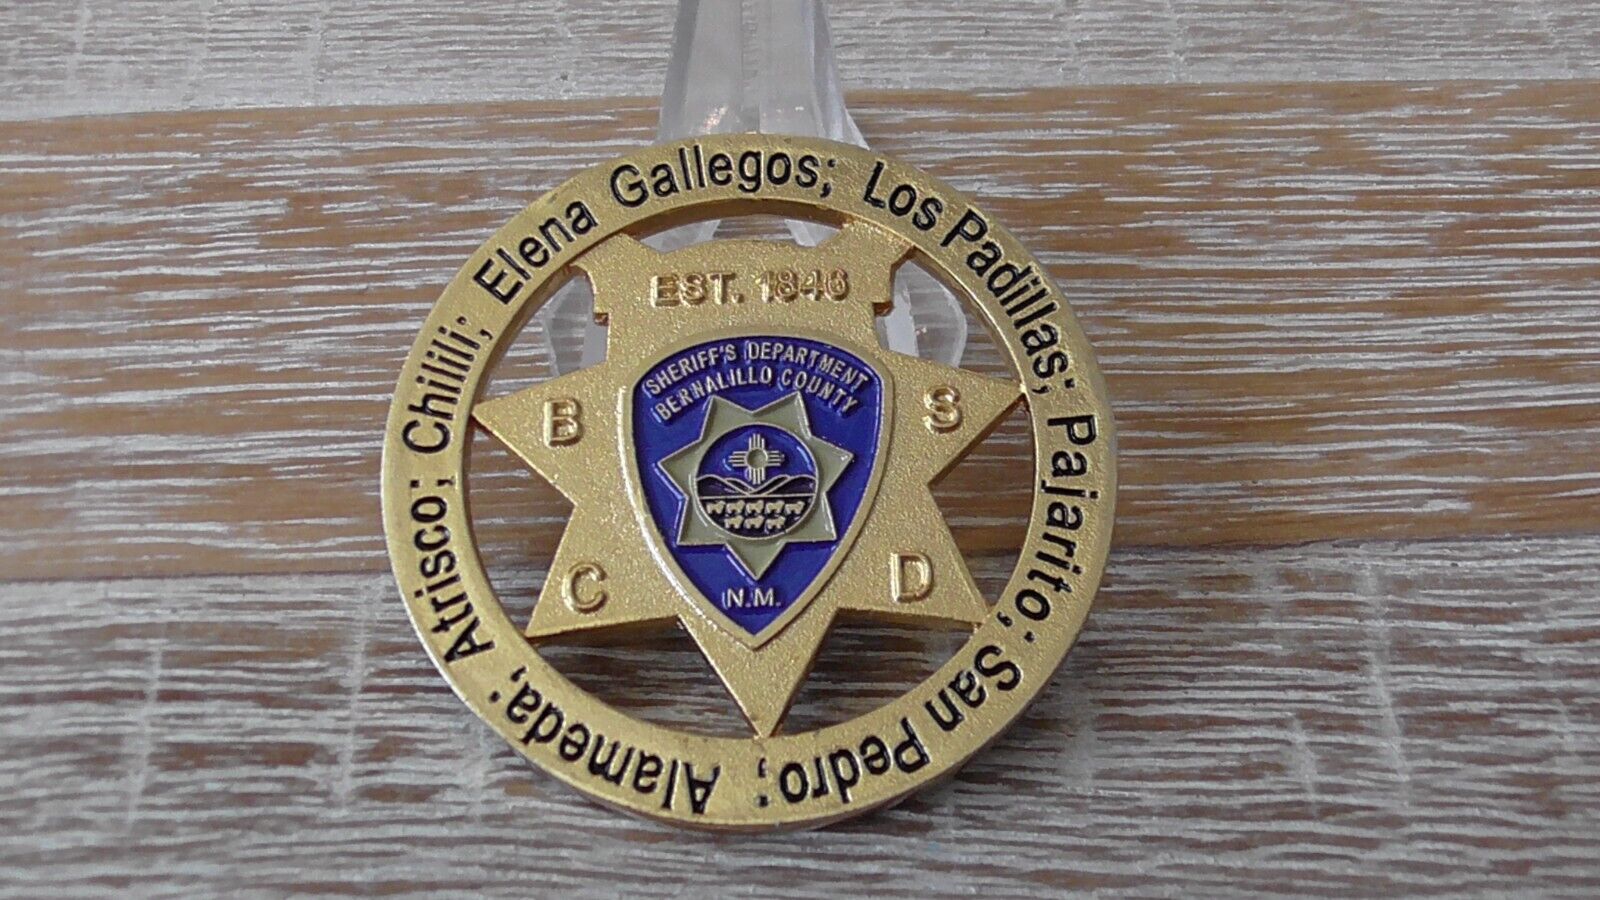 Alameda; Atrisco; Chilili; Elena Gallegos; Los Padillas; Pajarito; San Pedro;
EST. 1846
SHERIFF'S DEPARTMENT
BERNALILLO COUNTY
B S
C D
N.M.